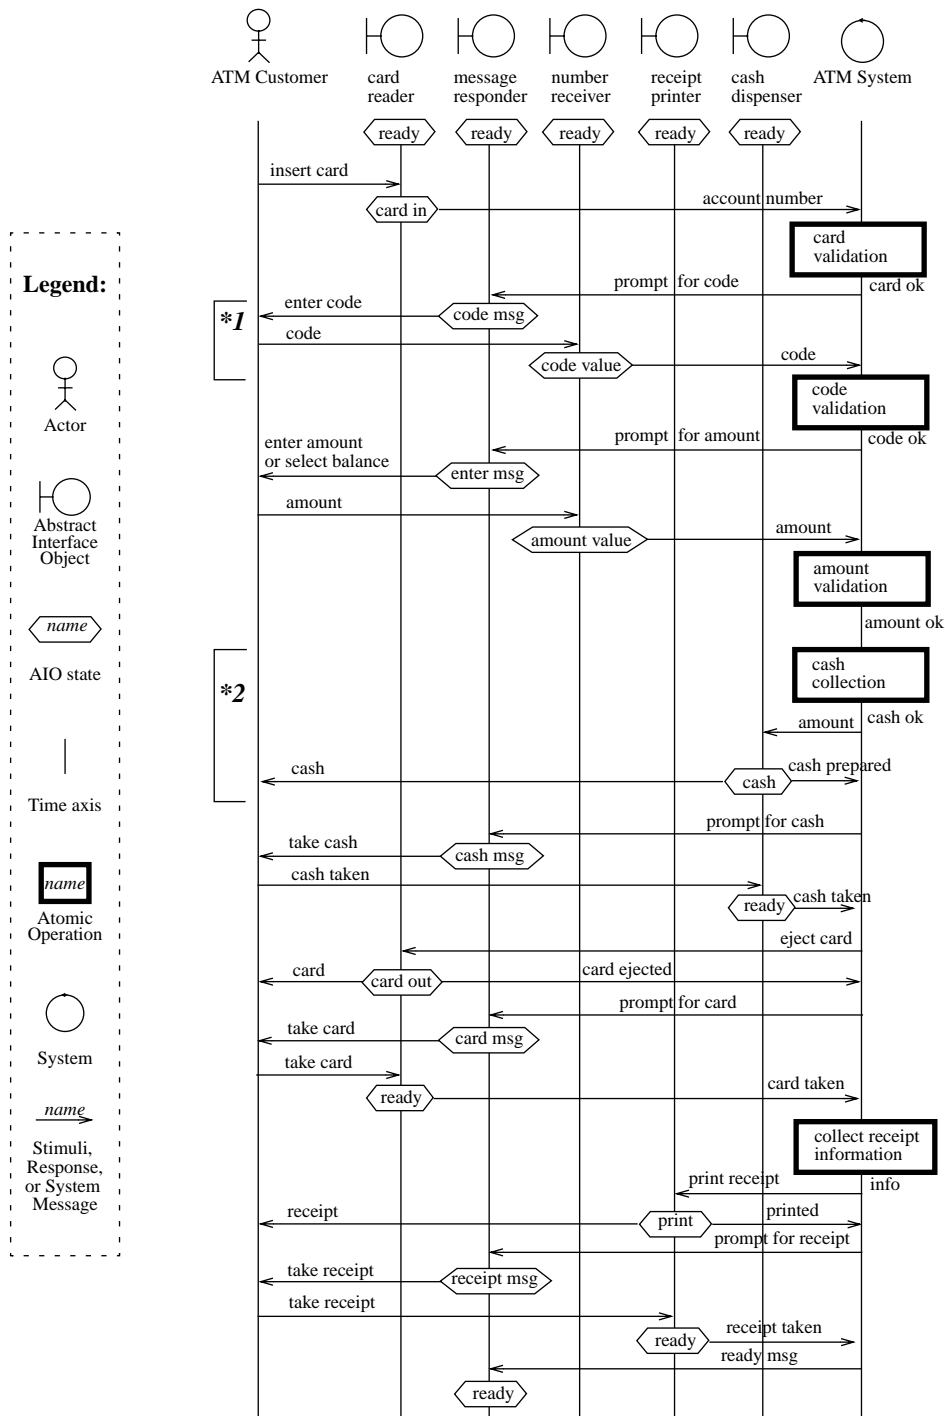 ATM Customer
card
reader
message
responder
number
receiver
receipt
printer
cash
dispenser
ATM System
ready
ready
ready
ready
ready
insert card
card in
account number
card
validation
card ok
prompt for code
*1
enter code
code msg
code
code value
code
code
validation
code ok
prompt for amount
enter amount
or select balance
enter msg
amount
amount value
amount
amount
validation
amount ok
*2
cash
collection
cash ok
amount
cash
cash
cash prepared
prompt for cash
take cash
cash msg
cash taken
ready
cash taken
eject card
card
card out
card ejected
prompt for card
take card
card msg
take card
ready
card taken
collect receipt
information
info
print receipt
receipt
print
printed
prompt for receipt
take receipt
receipt msg
take receipt
ready
receipt taken
ready msg
ready
Legend:
Actor
Abstract
Interface
Object
name
AIO state
Time axis
name
Atomic
Operation
System
name
Stimuli,
Response,
or System
Message